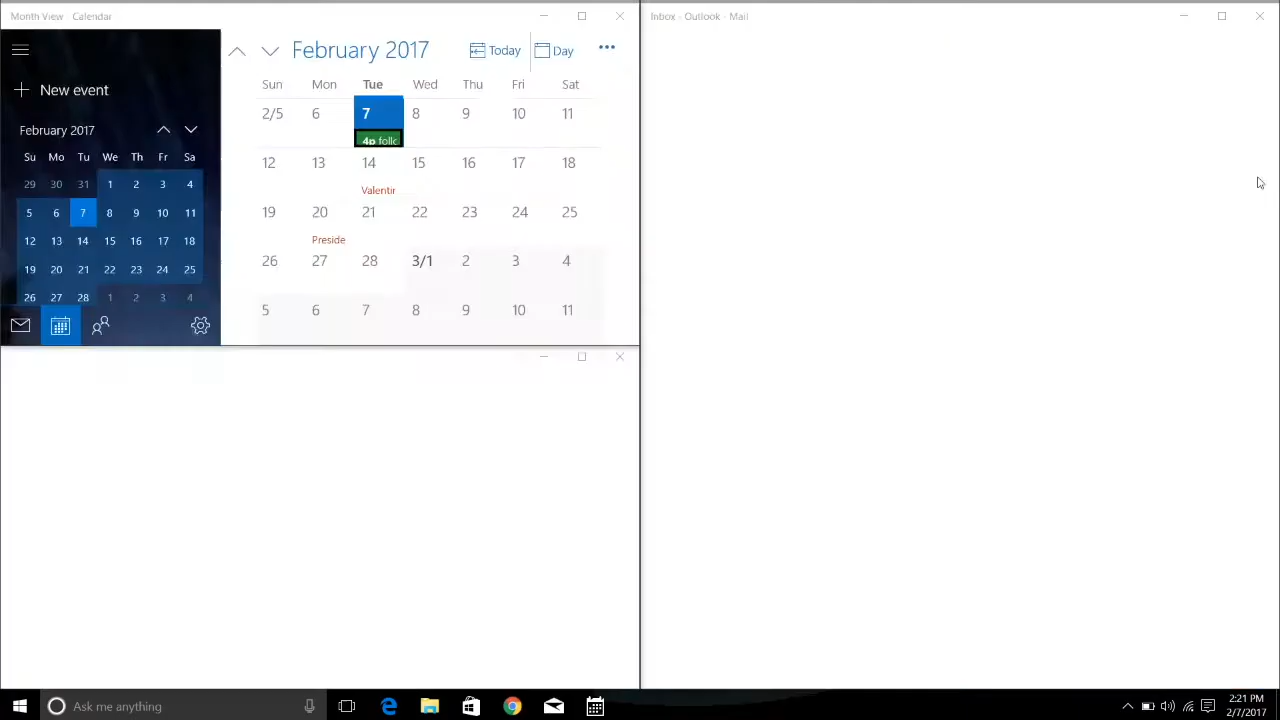 Month View - Calendar
Inbox - Outlook - Mail
February 2017
Today
Day
New event
February 2017
Su Mo Tu We Th Fr Sa
29 30 31 1 2 3 4
5 6 7 8 9 10 11
12 13 14 15 16 17 18
19 20 21 22 23 24 25
26 27 28 1 2 3 4
Sun Mon Tue Wed Thu Fri Sat
2/5 6 7 8 9 10 11
4p follc
12 13 14 15 16 17 18
Valentir
19 20 21 22 23 24 25
Preside
26 27 28 3/1 2 3 4
5 6 7 8 9 10 11
Ask me anything
2:21 PM
2/7/2017